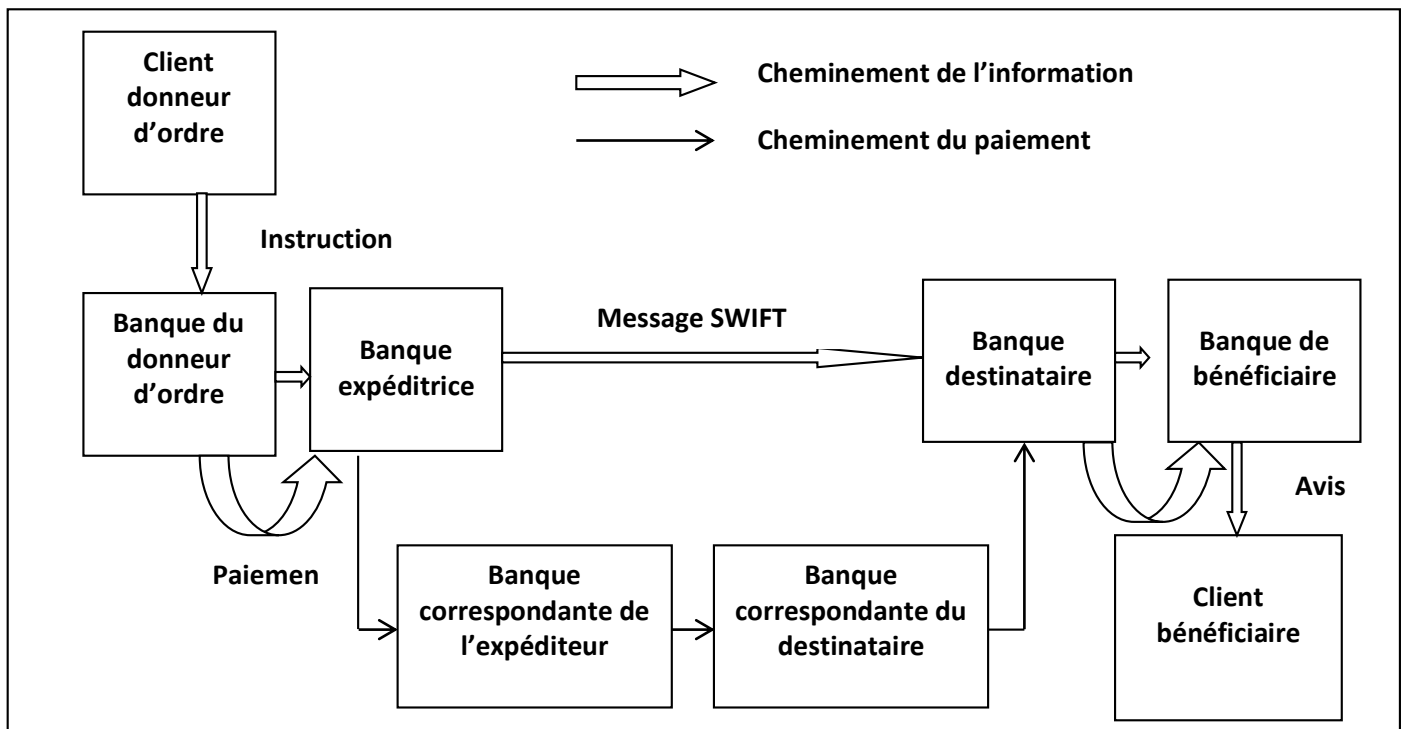 Client
donneur
d’ordre
Cheminement de l’information
Cheminement du paiement
Instruction
Banque du
donneur
d’ordre
Banque
expéditrice
Message SWIFT
Banque
destinataire
Banque de
bénéficiaire
Avis
Paiemen
Banque
correspondante de
l’expéditeur
Banque
correspondante du
destinataire
Client
bénéficiaire